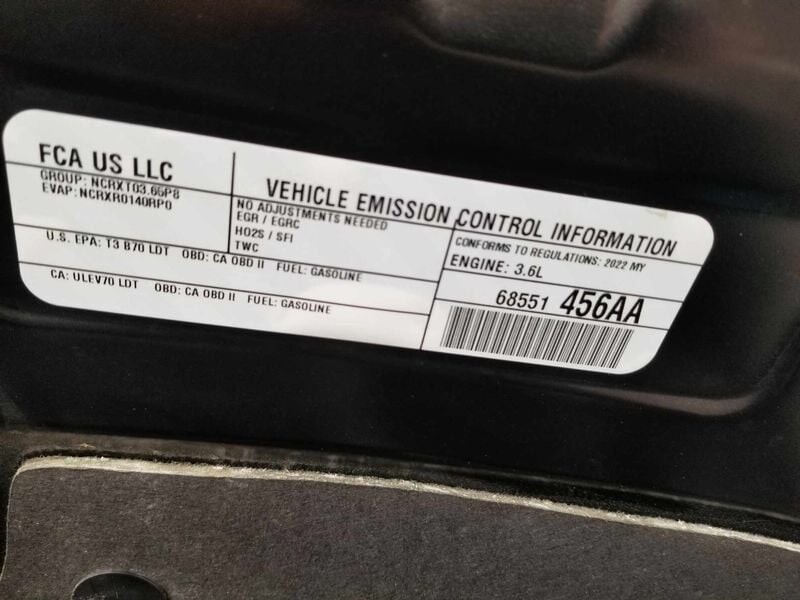 FCA US LLC
GROUP: NCRXT03.65P8
EVAP: NCRXR0140RP0
VEHICLE EMISSION CONTROL INFORMATION
NO ADJUSTMENTS NEEDED
EGR / EGRC
HO2S / SFI
TWC
CONFORMS TO REGULATIONS: 2022 MY
ENGINE: 3.6L
U.S. EPA: T3 B70 LDT OBD: CA OBD II FUEL: GASOLINE
CA: ULEV70 LDT OBD: CA OBD II FUEL: GASOLINE
68551 456AA